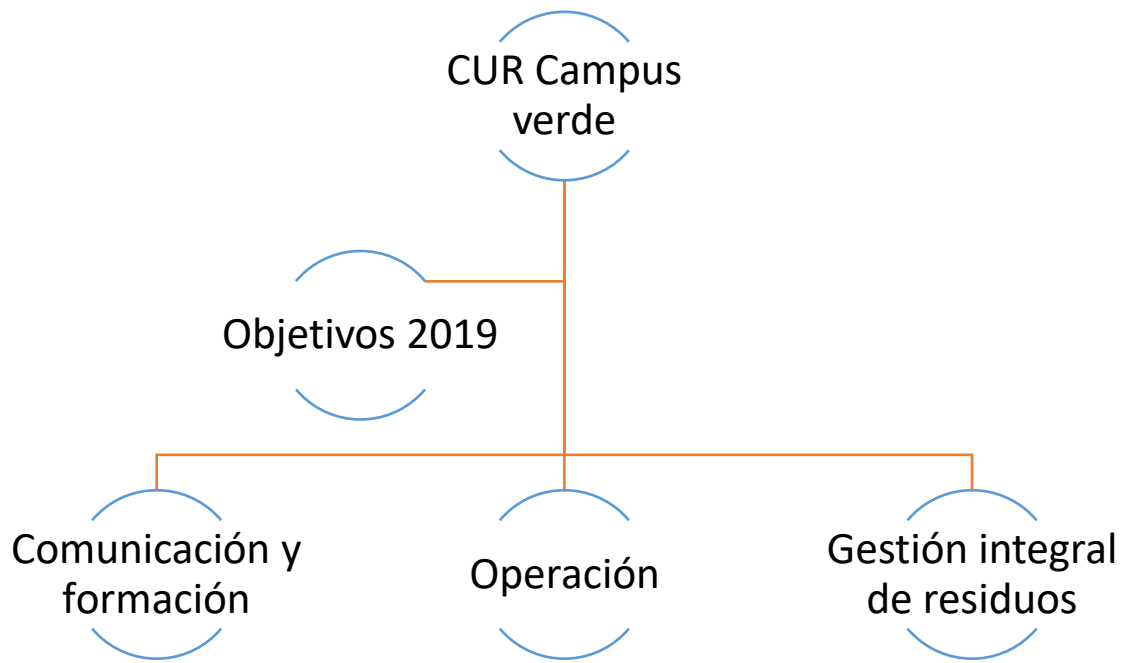 CUR Campus
verde
Objetivos 2019
Comunicación y
formación
Operación
Gestión integral
de residuos